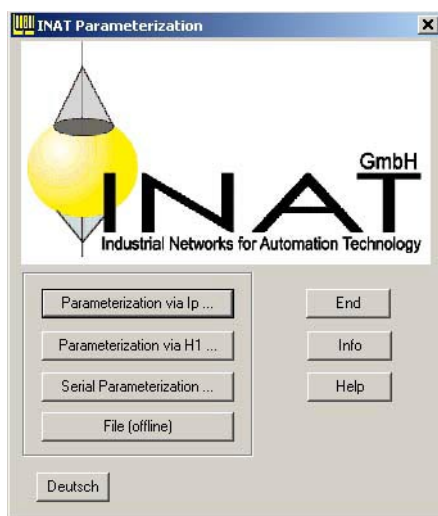 INAT Parameterization
GmbH
INAT
Industrial Networks for Automation Technology
Parameterization via Ip ...
End
Parameterization via H1 ...
Info
Serial Parameterization ...
Help
File (offline)
Deutsch